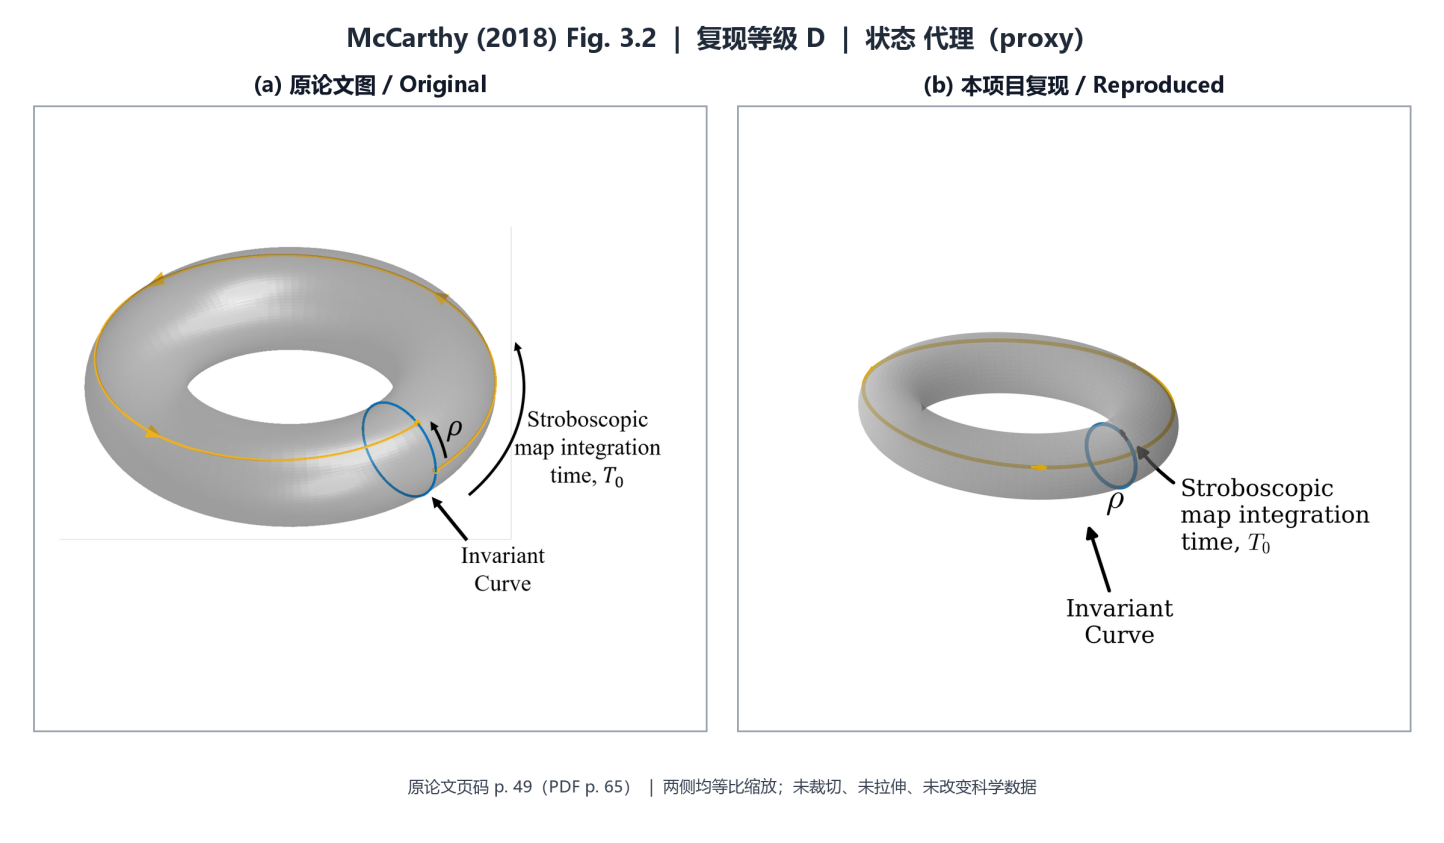 McCarthy (2018) Fig. 3.2 | 复现等级 D | 状态 代理（proxy）
(a) 原论文图 / Original
ρ
Stroboscopic
map integration
time, T₀
Invariant
Curve
(b) 本项目复现 / Reproduced
ρ
Stroboscopic
map integration
time, T₀
Invariant
Curve
原论文页码 p. 49（PDF p. 65） | 两侧均等比缩放；未裁切、未拉伸、未改变科学数据